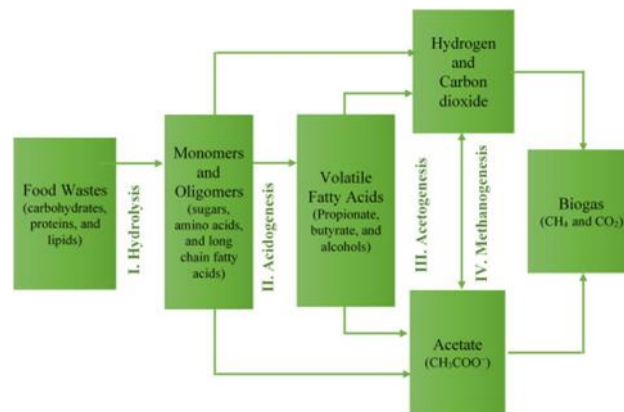 Food Wastes
(carbohydrates,
proteins, and
lipids)
I. Hydrolysis
Monomers
and
Oligomers
(sugars,
amino acids,
and long
chain fatty
acids)
II. Acidogenesis
Volatile
Fatty Acids
(Propionate,
butyrate, and
alcohols)
III. Acetogenesis
IV. Methanogenesis
Hydrogen
and
Carbon
dioxide
Acetate
(CH₃COO⁻)
Biogas
(CH₄ and CO₂)